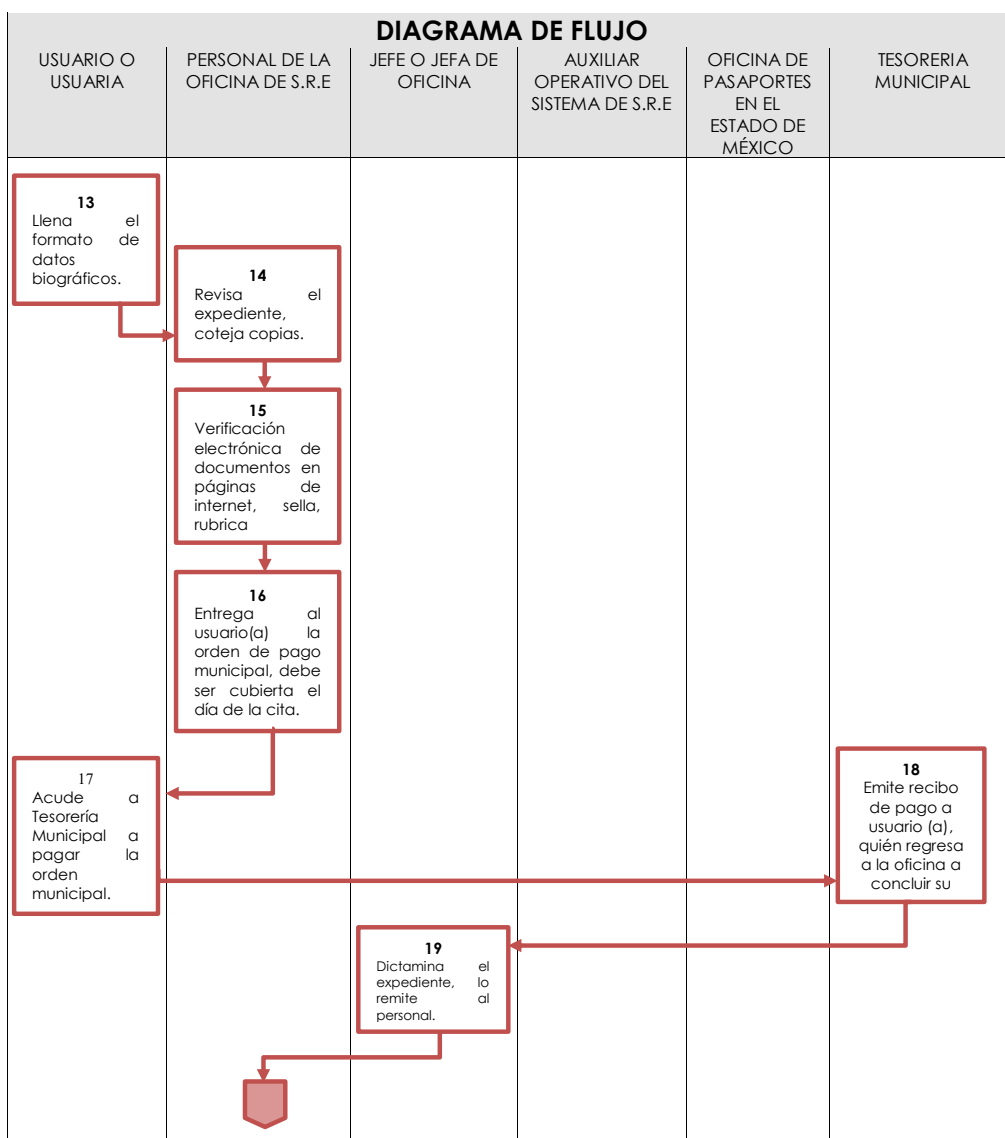 DIAGRAMA DE FLUJO
USUARIO O
USUARIA
PERSONAL DE LA
OFICINA DE S.R.E
JEFE O JEFA DE
OFICINA
AUXILIAR
OPERATIVO DEL
SISTEMA DE S.R.E
OFICINA DE
PASAPORTES
EN EL
ESTADO DE
MÉXICO
TESORERIA
MUNICIPAL
13
Llena el
formato de
datos
biográficos.
14
Revisa el
expediente,
coteja copias.
15
Verificación
electrónica de
documentos en
páginas de
internet, sella,
rubrica
16
Entrega al
usuario(a) la
orden de pago
municipal, debe
ser cubierta el
día de la cita.
17
Acude a
Tesorería
Municipal a
pagar la
orden
municipal.
18
Emite recibo
de pago a
usuario (a),
quién regresa
a la oficina a
concluir su
19
Dictamina el
expediente, lo
remite al
personal.